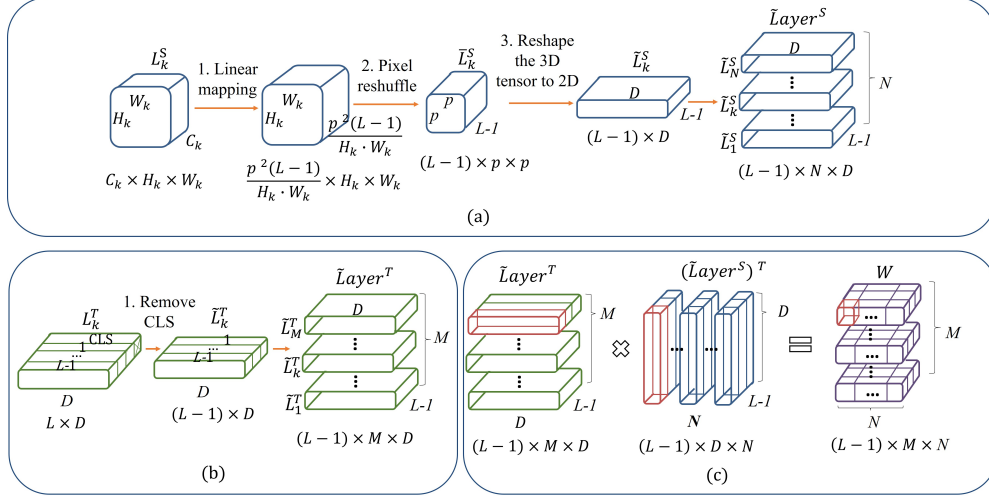 L_k^S
1. Linear
mapping
W_k
H_k
C_k
C_k × H_k × W_k
W_k
H_k
p^2(L − 1)
H_k · W_k
p^2(L − 1)
H_k · W_k
× H_k × W_k
2. Pixel
reshuffle
L̄_k^S
p
p
L-1
(L − 1) × p × p
3. Reshape
the 3D
tensor to 2D
L̃_k^S
D
L-1
(L − 1) × D
L̃ayer^S
D
L̃_N^S
⋮
L̃_k^S
⋮
L̃_1^S
N
L-1
(L − 1) × N × D
(a)
L_k^T
CLS
1
...
L-1
D
L × D
1. Remove
CLS
L̃_k^T
1
...
L-1
D
(L − 1) × D
L̃ayer^T
D
L̃_M^T
⋮
L̃_k^T
⋮
L̃_1^T
M
L-1
(L − 1) × M × D
(b)
L̃ayer^T
⋮
⋮
M
L-1
D
(L − 1) × M × D
×
(L̃ayer^S)^T
...
...
D
L-1
N
(L − 1) × D × N
=
W
...
⋮
...
⋮
...
M
N
(L − 1) × M × N
(c)